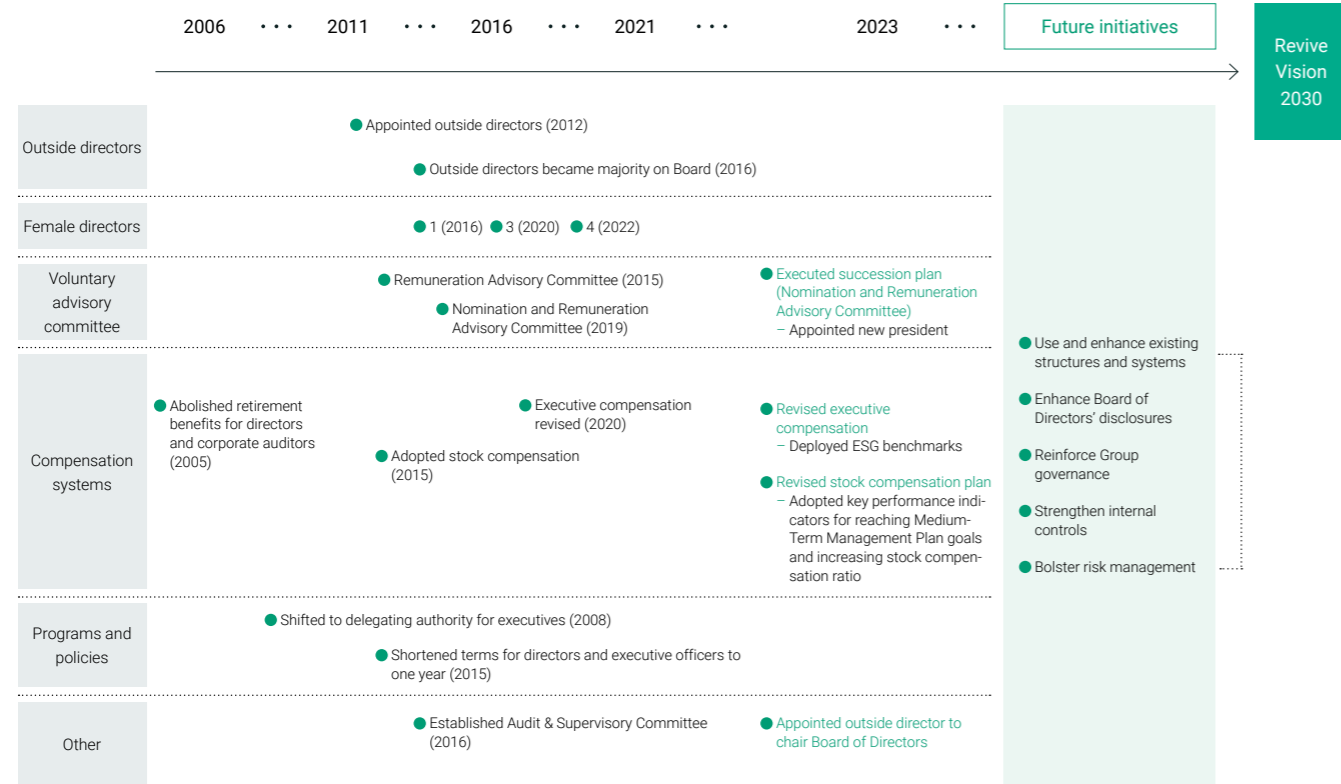 2006 ・・・ 2011 ・・・ 2016 ・・・ 2021 ・・・ 2023 ・・・ Future initiatives
Revive
Vision
2030
Outside directors
Appointed outside directors (2012)
Outside directors became majority on Board (2016)
Female directors
1 (2016) 3 (2020) 4 (2022)
Voluntary
advisory
committee
Remuneration Advisory Committee (2015)
Nomination and Remuneration
Advisory Committee (2019)
Executed succession plan
(Nomination and Remuneration
Advisory Committee)
– Appointed new president
Compensation
systems
Abolished retirement
benefits for directors
and corporate auditors
(2005)
Adopted stock compensation
(2015)
Executive compensation
revised (2020)
Revised executive
compensation
– Deployed ESG benchmarks
Revised stock compensation plan
– Adopted key performance indi-
cators for reaching Medium-
Term Management Plan goals
and increasing stock compen-
sation ratio
Programs and
policies
Shifted to delegating authority for executives (2008)
Shortened terms for directors and executive officers to
one year (2015)
Other
Established Audit & Supervisory Committee
(2016)
Appointed outside director to
chair Board of Directors
Use and enhance existing
structures and systems
Enhance Board of
Directors’ disclosures
Reinforce Group
governance
Strengthen internal
controls
Bolster risk management